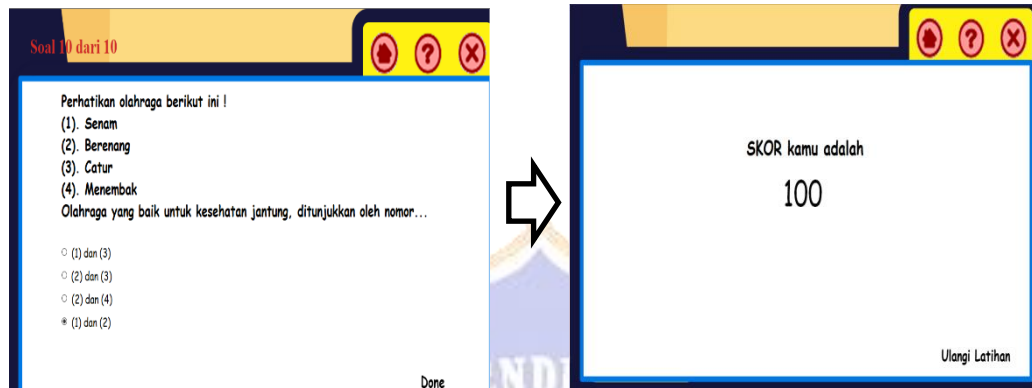 Soal 10 dari 10
Perhatikan olahraga berikut ini !
(1). Senam
(2). Berenang
(3). Catur
(4). Menembak
Olahraga yang baik untuk kesehatan jantung, ditunjukkan oleh nomor...
(1) dan (3)
(2) dan (3)
(2) dan (4)
(1) dan (2)
Done
SKOR kamu adalah
100
Ulangi Latihan